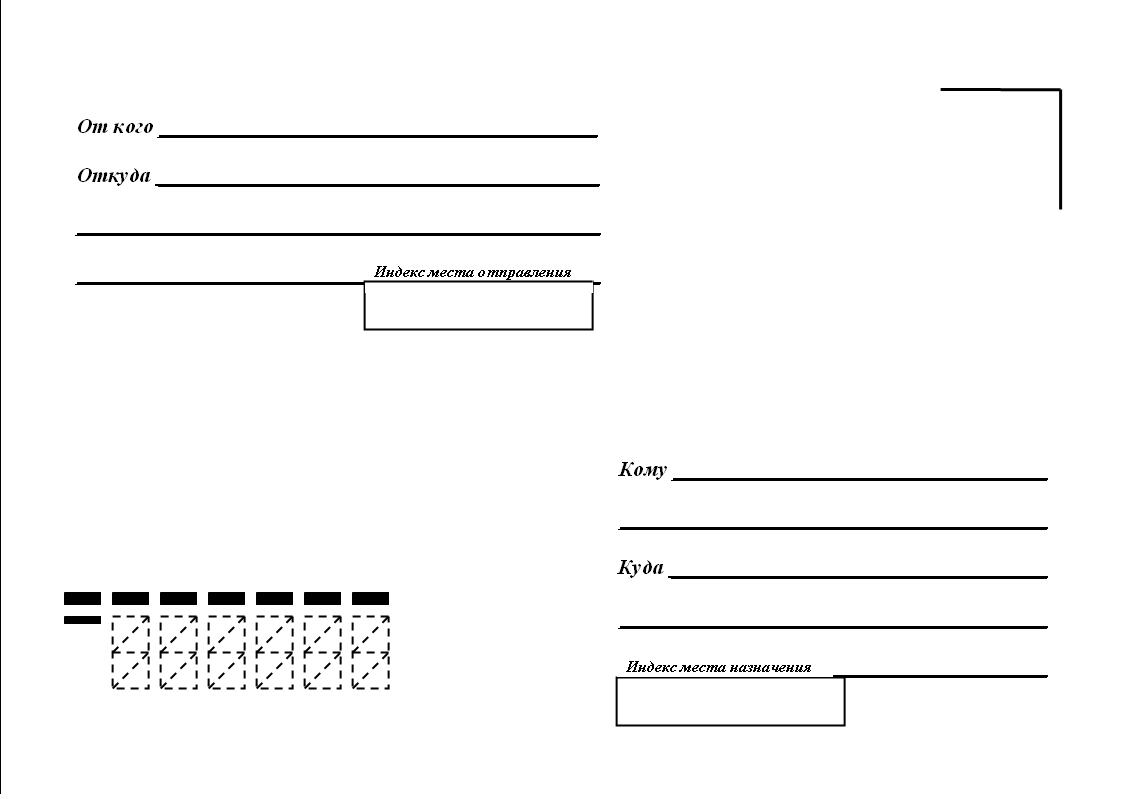 От кого
Откуда
Индекс места отправления
Кому
Куда
Индекс места назначения